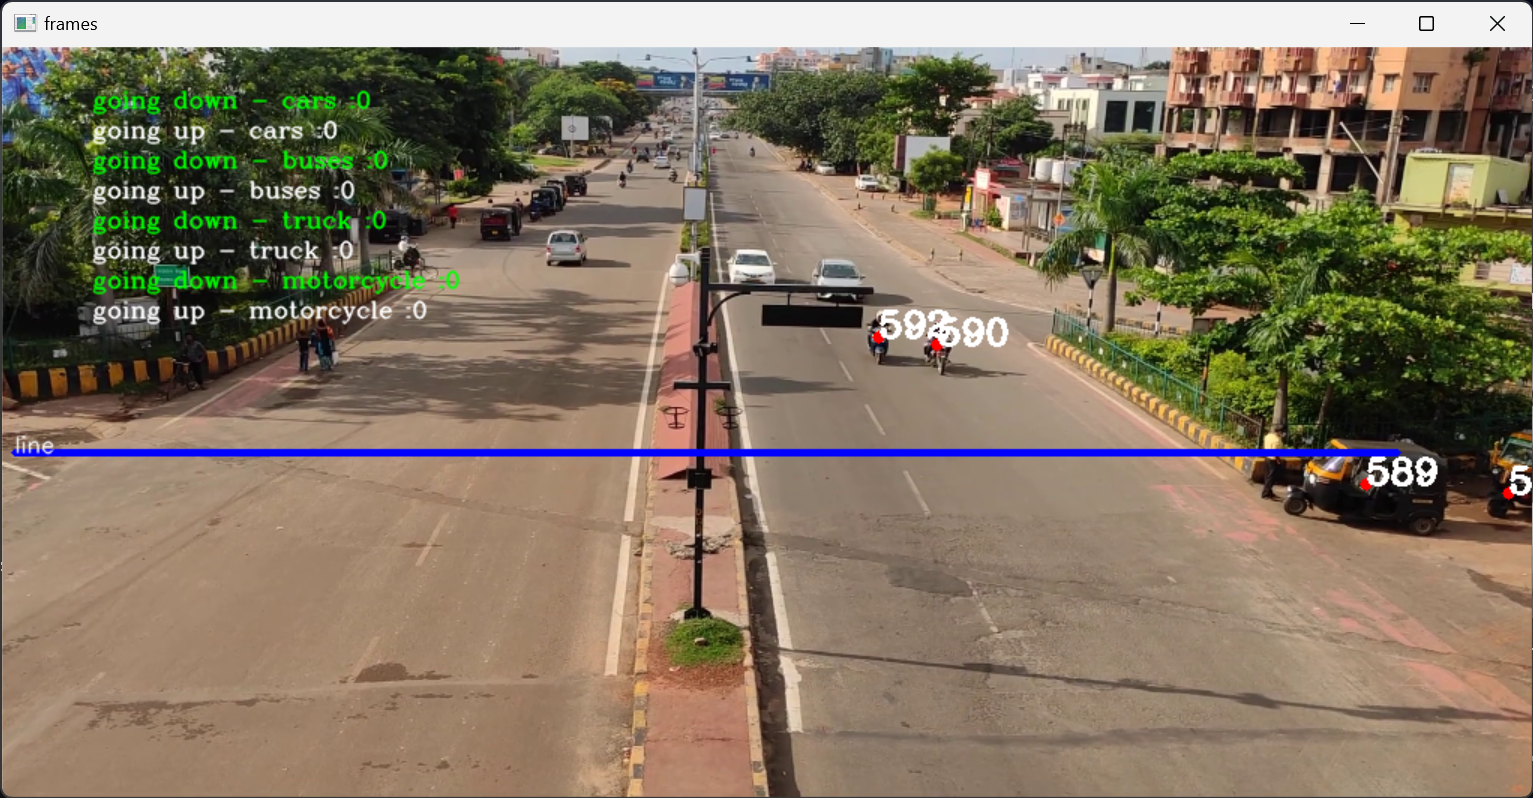 frames
going down - cars :0
going up - cars :0
going down - buses :0
going up - buses :0
going down - truck :0
going up - truck :0
going down - motorcycle :0
going up - motorcycle :0
590
line
589